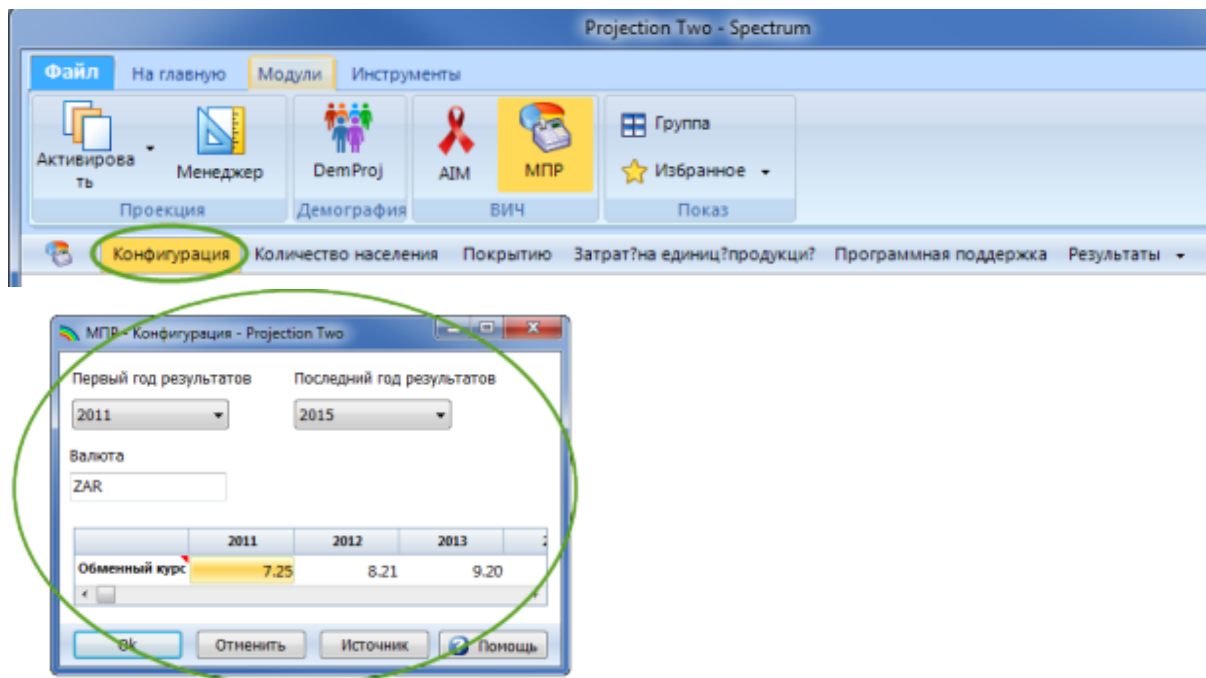 Projection Two - Spectrum
Файл На главную Модули Инструменты
Активирова
ть
Менеджер
DemProj
AIM
МПР
Группа
Избранное
Проекция Демография ВИЧ Показ
Конфигурация Количество населения Покрытию Затрат?на единиц?продукци? Программная поддержка Результаты
МПР - Конфигурация - Projection Two
Первый год результатов Последний год результатов
2011 2015
Валюта
ZAR
2011 2012 2013
Обменный курс 7.25 8.21 9.20
Ok Отменить Источник Помощь